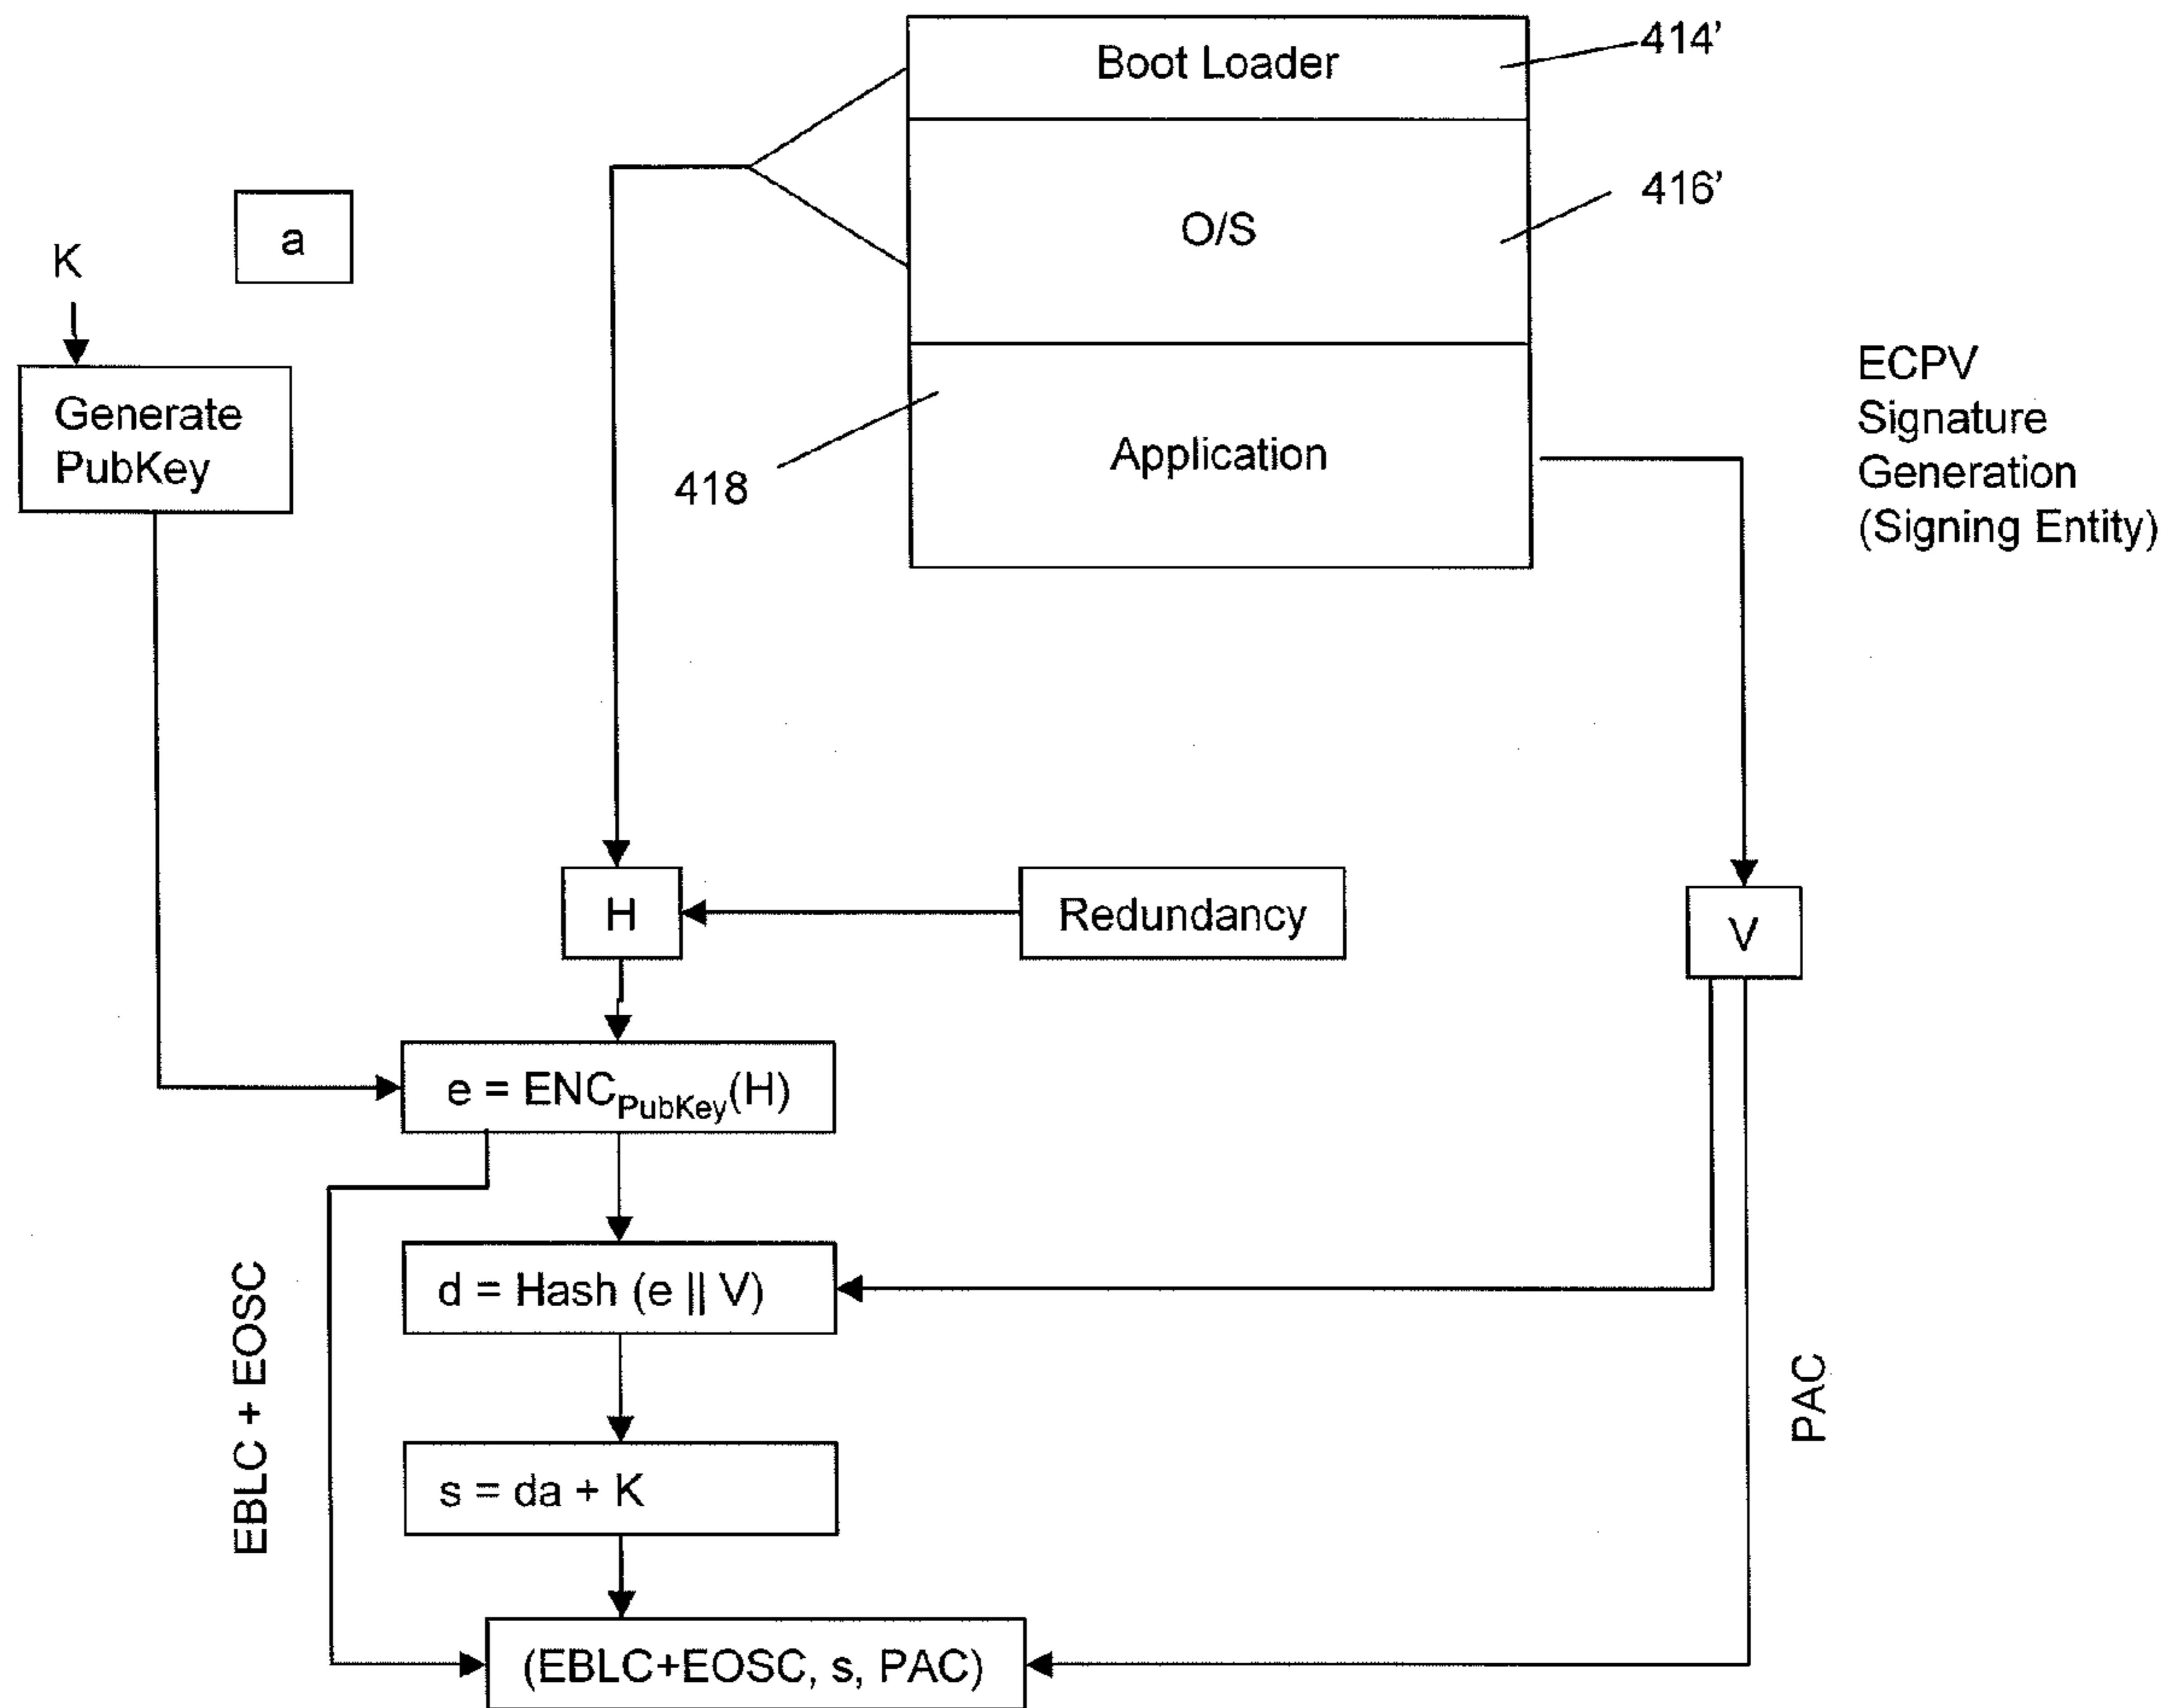 Boot Loader
414’
416’
O/S
a
K
Generate
PubKey
ECPV
Signature
Generation
(Signing Entity)
Application
418
H
Redundancy
V
e = ENCPubKey(H)
d = Hash (e || V)
EBLC + EOSC
PAC
s = da + K
(EBLC+EOSC, s, PAC)